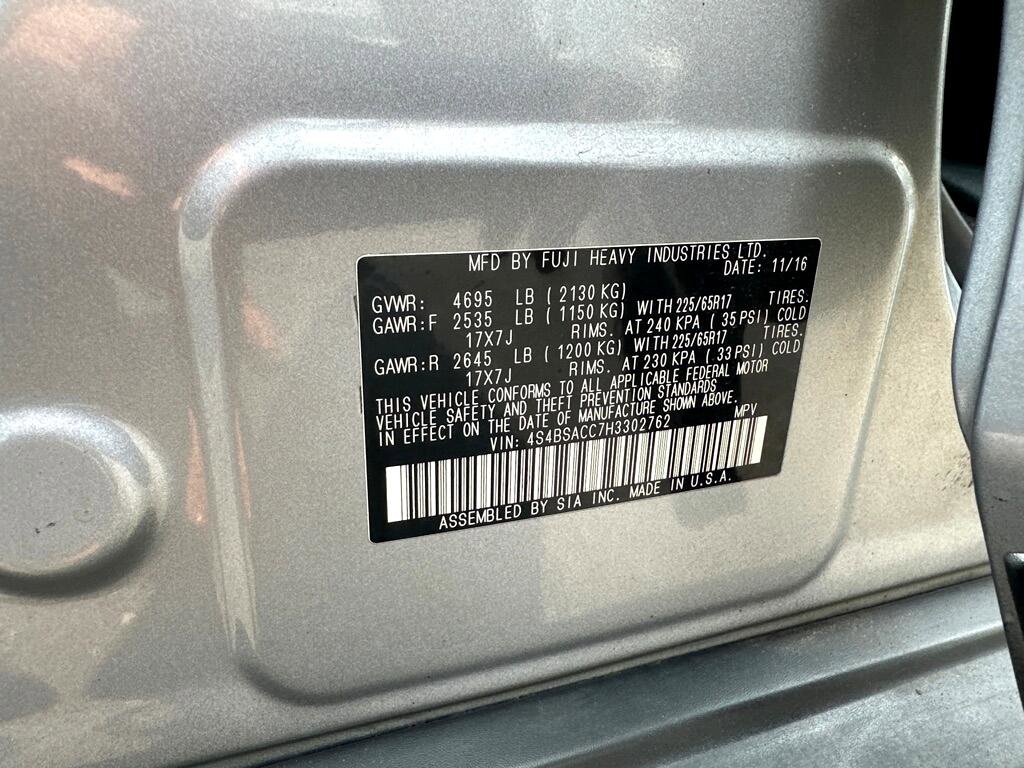 MFD BY FUJI HEAVY INDUSTRIES LTD.
DATE: 11/16
GVWR: 4695 LB ( 2130 KG)
GAWR:F 2535 LB ( 1150 KG) WITH 225/65R17 TIRES.
17X7J RIMS. AT 240 KPA ( 35 PSI) COLD
GAWR:R 2645 LB ( 1200 KG) WITH 225/65R17 TIRES.
17X7J RIMS. AT 230 KPA ( 33 PSI) COLD
THIS VEHICLE CONFORMS TO ALL APPLICABLE FEDERAL MOTOR
VEHICLE SAFETY AND THEFT PREVENTION STANDARDS
IN EFFECT ON THE DATE OF MANUFACTURE SHOWN ABOVE.
VIN: 4S4BSACC7H3302762 MPV
ASSEMBLED BY SIA INC. MADE IN U.S.A.